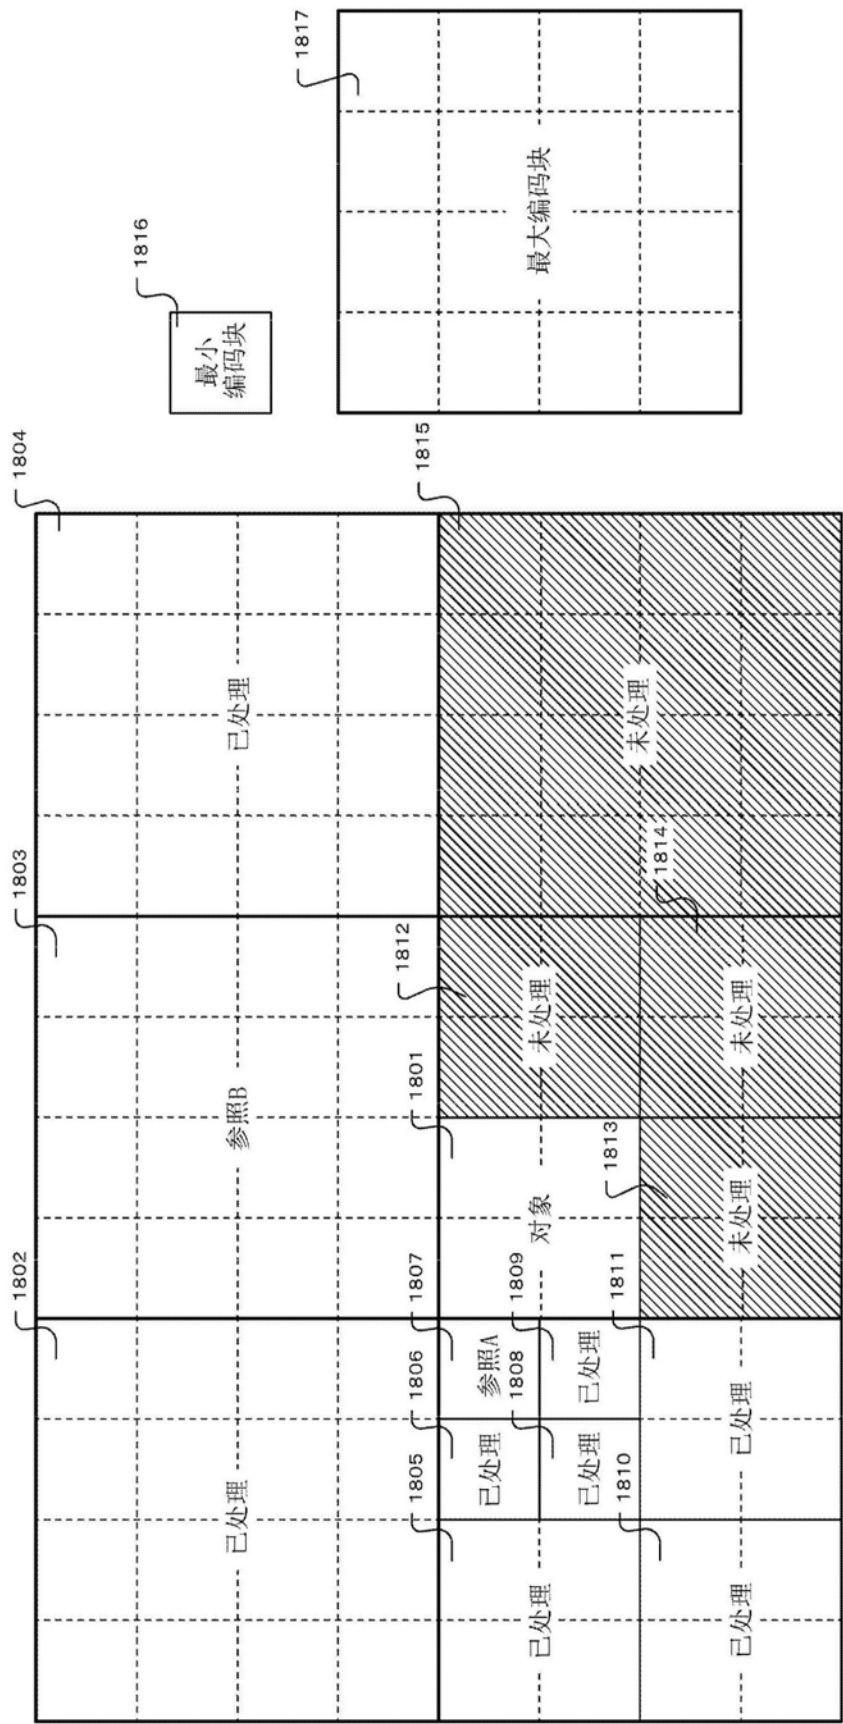 1802
1803
1804
已处理
参照B
已处理
1805
1806
1807
1801
1812
1815
已处理
参照A
1808
1809
已处理
对象
未处理
已处理
已处理
1810
1811
1813
1814
未处理
已处理
已处理
未处理
未处理
1816
最小
编码块
1817
最大编码块